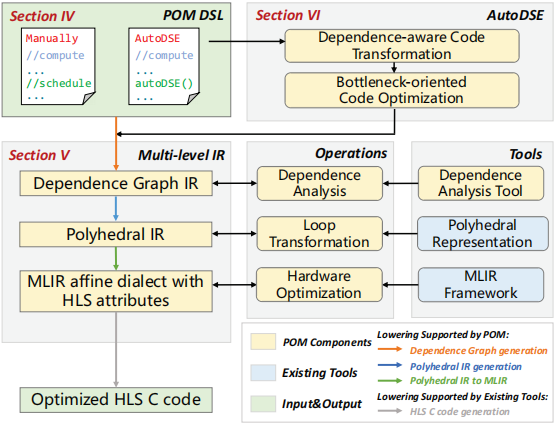 Section IV
POM DSL
Manually
//compute
...
//schedule
...
AutoDSE
//compute
...
autoDSE()
...
Section VI
AutoDSE
Dependence-aware Code
Transformation
Bottleneck-oriented
Code Optimization
Section V
Multi-level IR
Dependence Graph IR
Polyhedral IR
MLIR affine dialect with
HLS attributes
Optimized HLS C code
Operations
Dependence
Analysis
Loop
Transformation
Hardware
Optimization
Tools
Dependence
Analysis Tool
Polyhedral
Representation
MLIR
Framework
POM Components
Existing Tools
Input&Output
Lowering Supported by POM:
Dependence Graph generation
Polyhedral IR generation
Polyhedral IR to MLIR
Lowering Supported by Existing Tools:
HLS C code generation